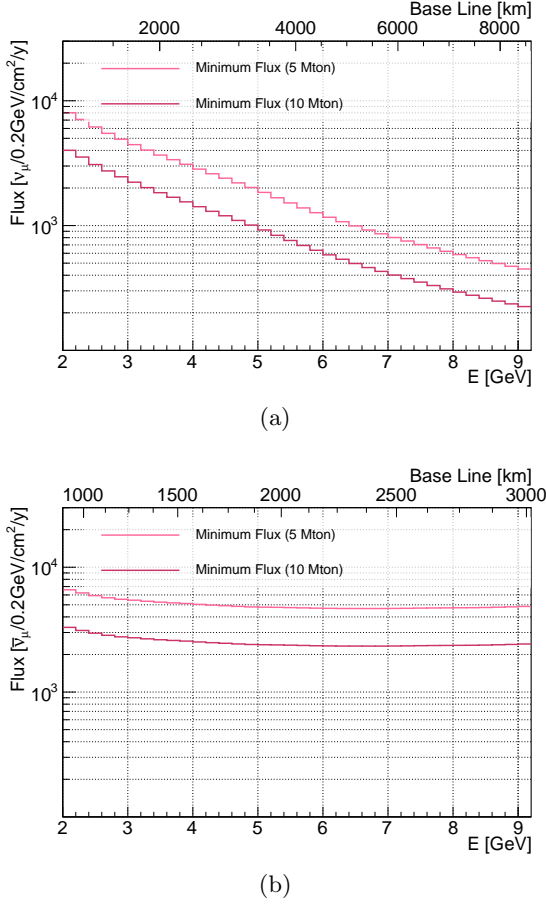 Base Line [km]
2000 4000 6000 8000
Minimum Flux (5 Mton)
Minimum Flux (10 Mton)
10⁴
10³
Flux [ν_μ/0.2GeV/cm²/y]
2 3 4 5 6 7 8 9
E [GeV]
(a)
Base Line [km]
1000 1500 2000 2500 3000
Minimum Flux (5 Mton)
Minimum Flux (10 Mton)
10⁴
10³
Flux [ν̅_μ/0.2GeV/cm²/y]
2 3 4 5 6 7 8 9
E [GeV]
(b)